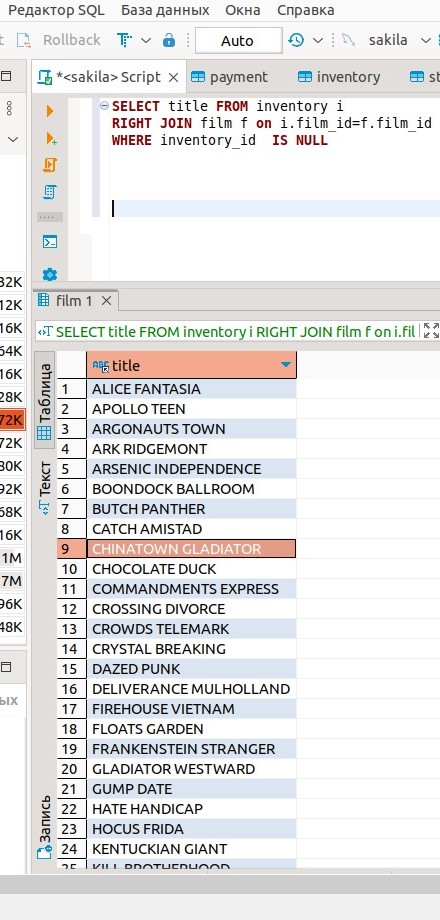 Редактор SQL База данных Окна Справка
Rollback Auto sakila
*<sakila> Script payment inventory st
SELECT title FROM inventory i
RIGHT JOIN film f on i.film_id=f.film_id
WHERE inventory_id IS NULL
32K
12K
16K
64K
16K
28K
72K
72K
80K
92K
68K
16K
1M
7M
96K
48K
ых
film 1
SELECT title FROM inventory i RIGHT JOIN film f on i.fil
Таблица
Текст
Запись
ABC title
1 ALICE FANTASIA
2 APOLLO TEEN
3 ARGONAUTS TOWN
4 ARK RIDGEMONT
5 ARSENIC INDEPENDENCE
6 BOONDOCK BALLROOM
7 BUTCH PANTHER
8 CATCH AMISTAD
9 CHINATOWN GLADIATOR
10 CHOCOLATE DUCK
11 COMMANDMENTS EXPRESS
12 CROSSING DIVORCE
13 CROWDS TELEMARK
14 CRYSTAL BREAKING
15 DAZED PUNK
16 DELIVERANCE MULHOLLAND
17 FIREHOUSE VIETNAM
18 FLOATS GARDEN
19 FRANKENSTEIN STRANGER
20 GLADIATOR WESTWARD
21 GUMP DATE
22 HATE HANDICAP
23 HOCUS FRIDA
24 KENTUCKIAN GIANT
25 KILL BROTHERHOOD